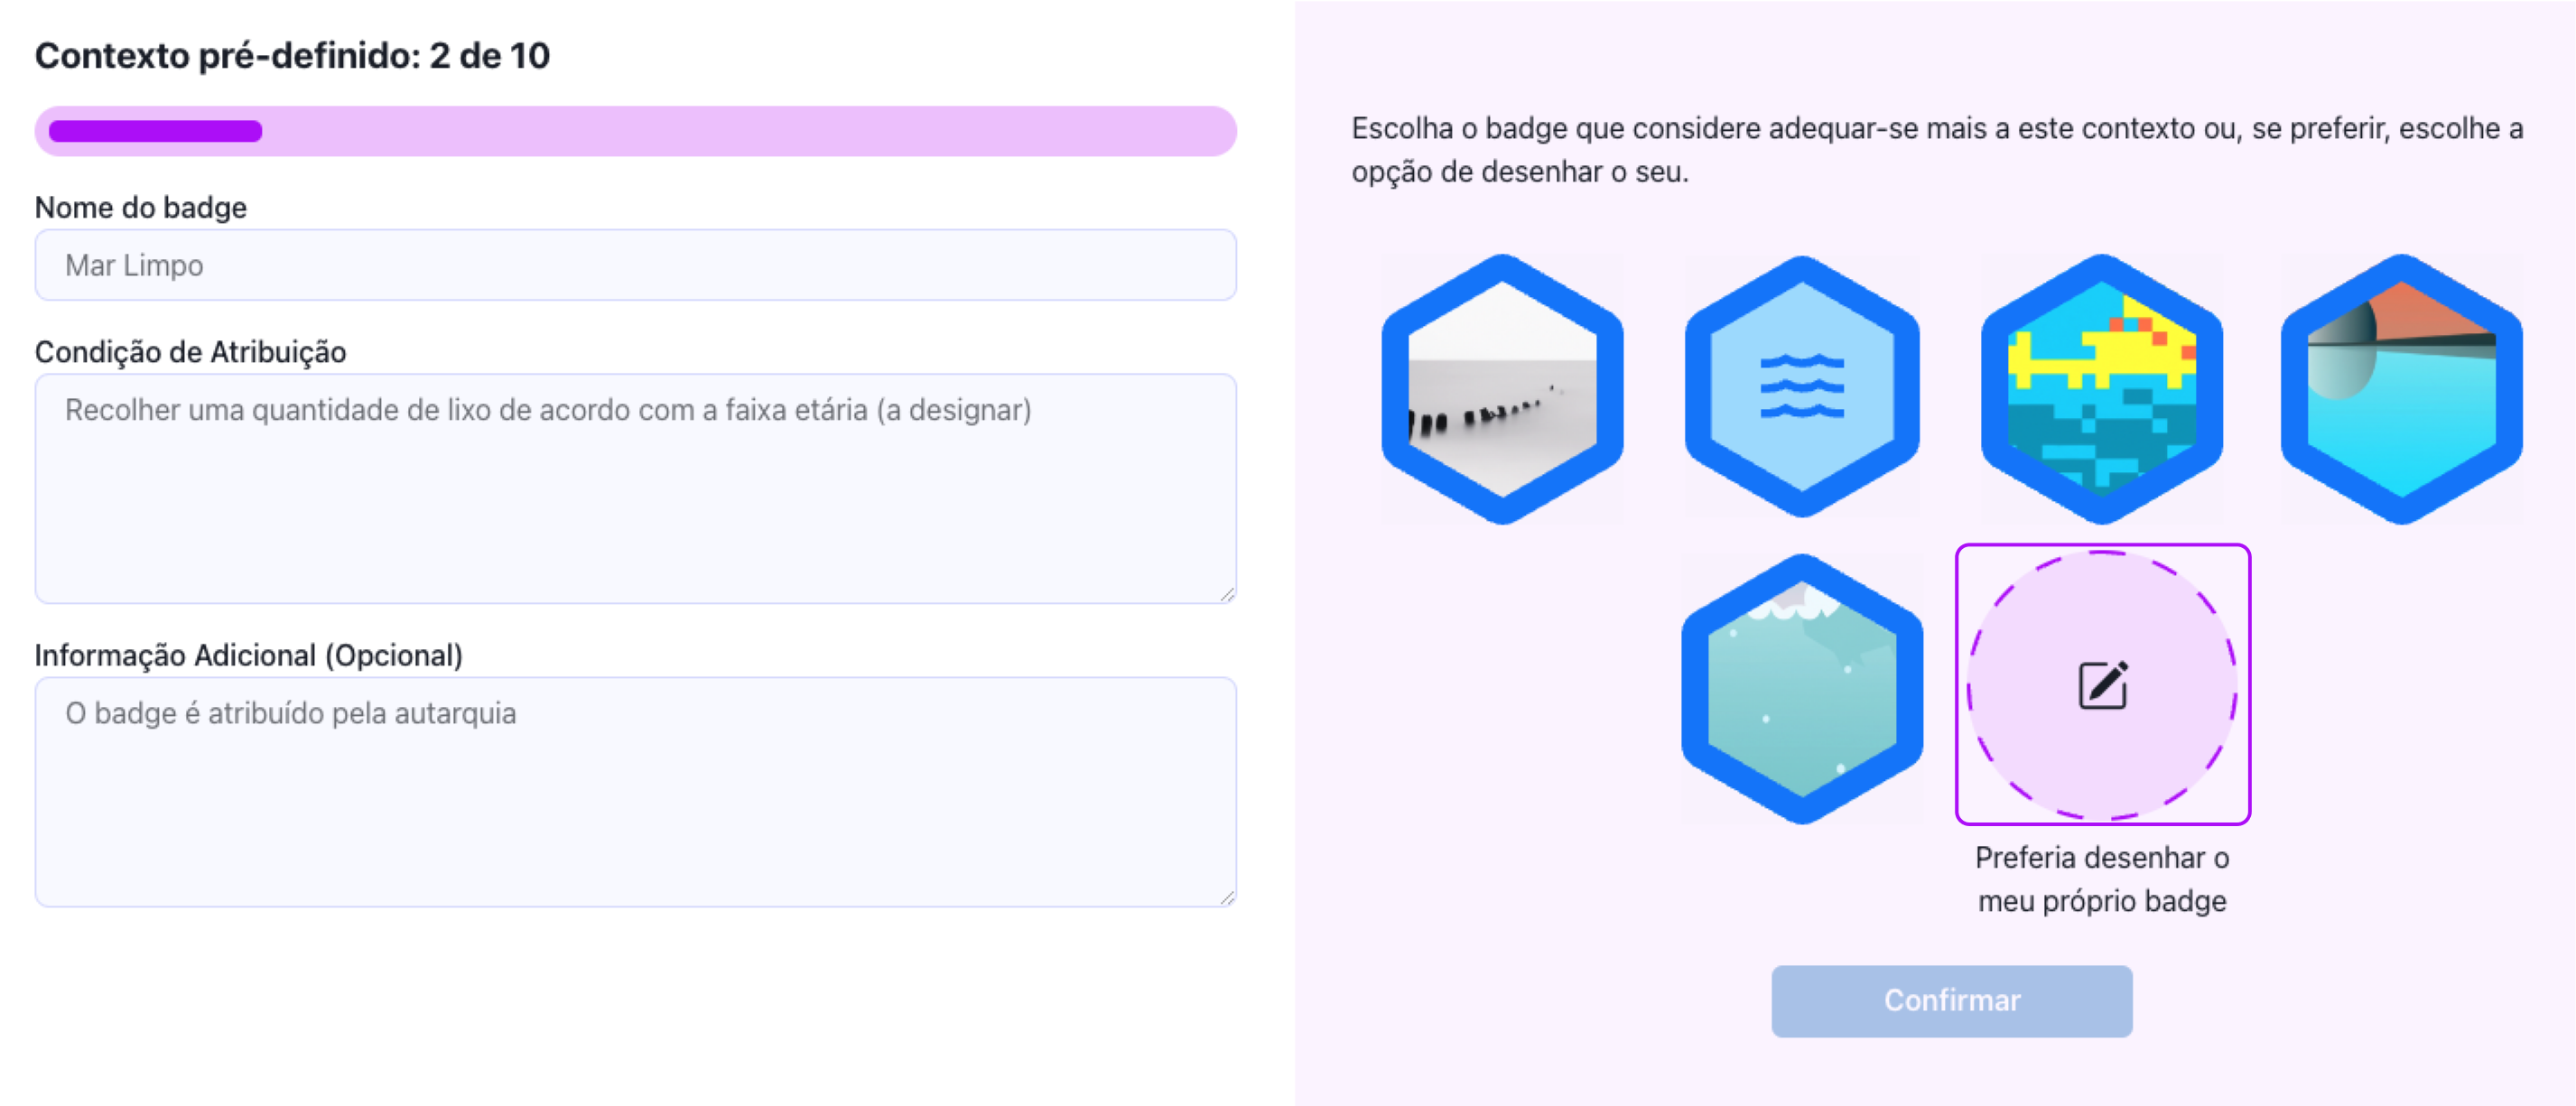 Contexto pré-definido: 2 de 10
Nome do badge
Mar Limpo
Condição de Atribuição
Recolher uma quantidade de lixo de acordo com a faixa etária (a designar)
Informação Adicional (Opcional)
O badge é atribuído pela autarquia
Escolha o badge que considere adequar-se mais a este contexto ou, se preferir, escolhe a
opção de desenhar o seu.
Preferia desenhar o
meu próprio badge
Confirmar